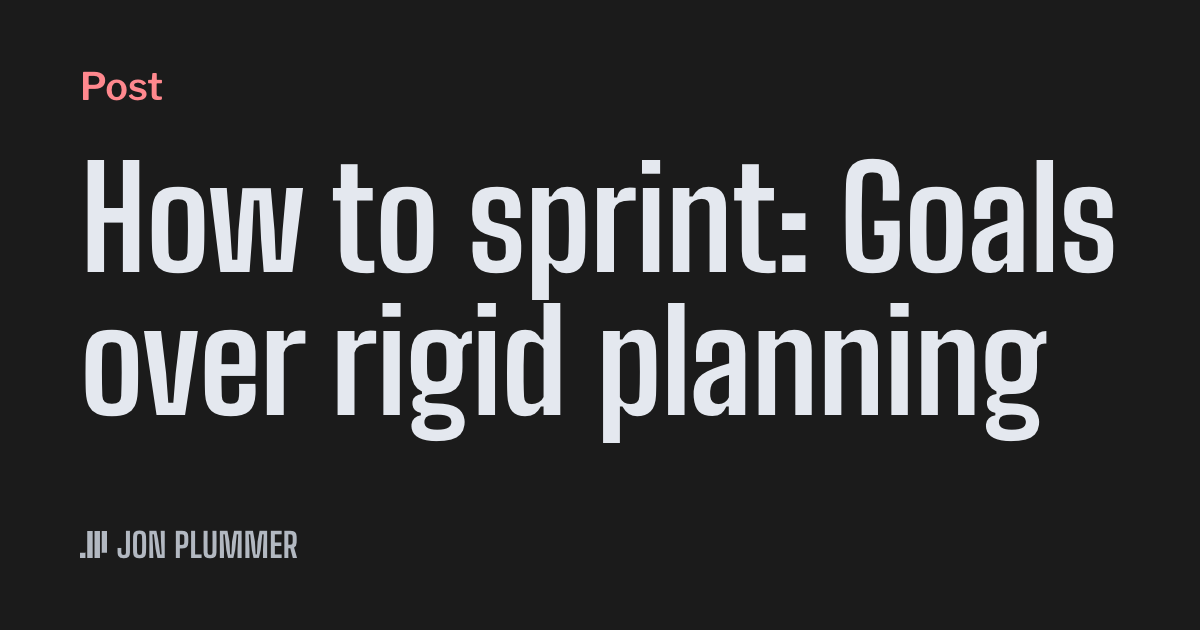 Post
How to sprint: Goals
over rigid planning
JON PLUMMER